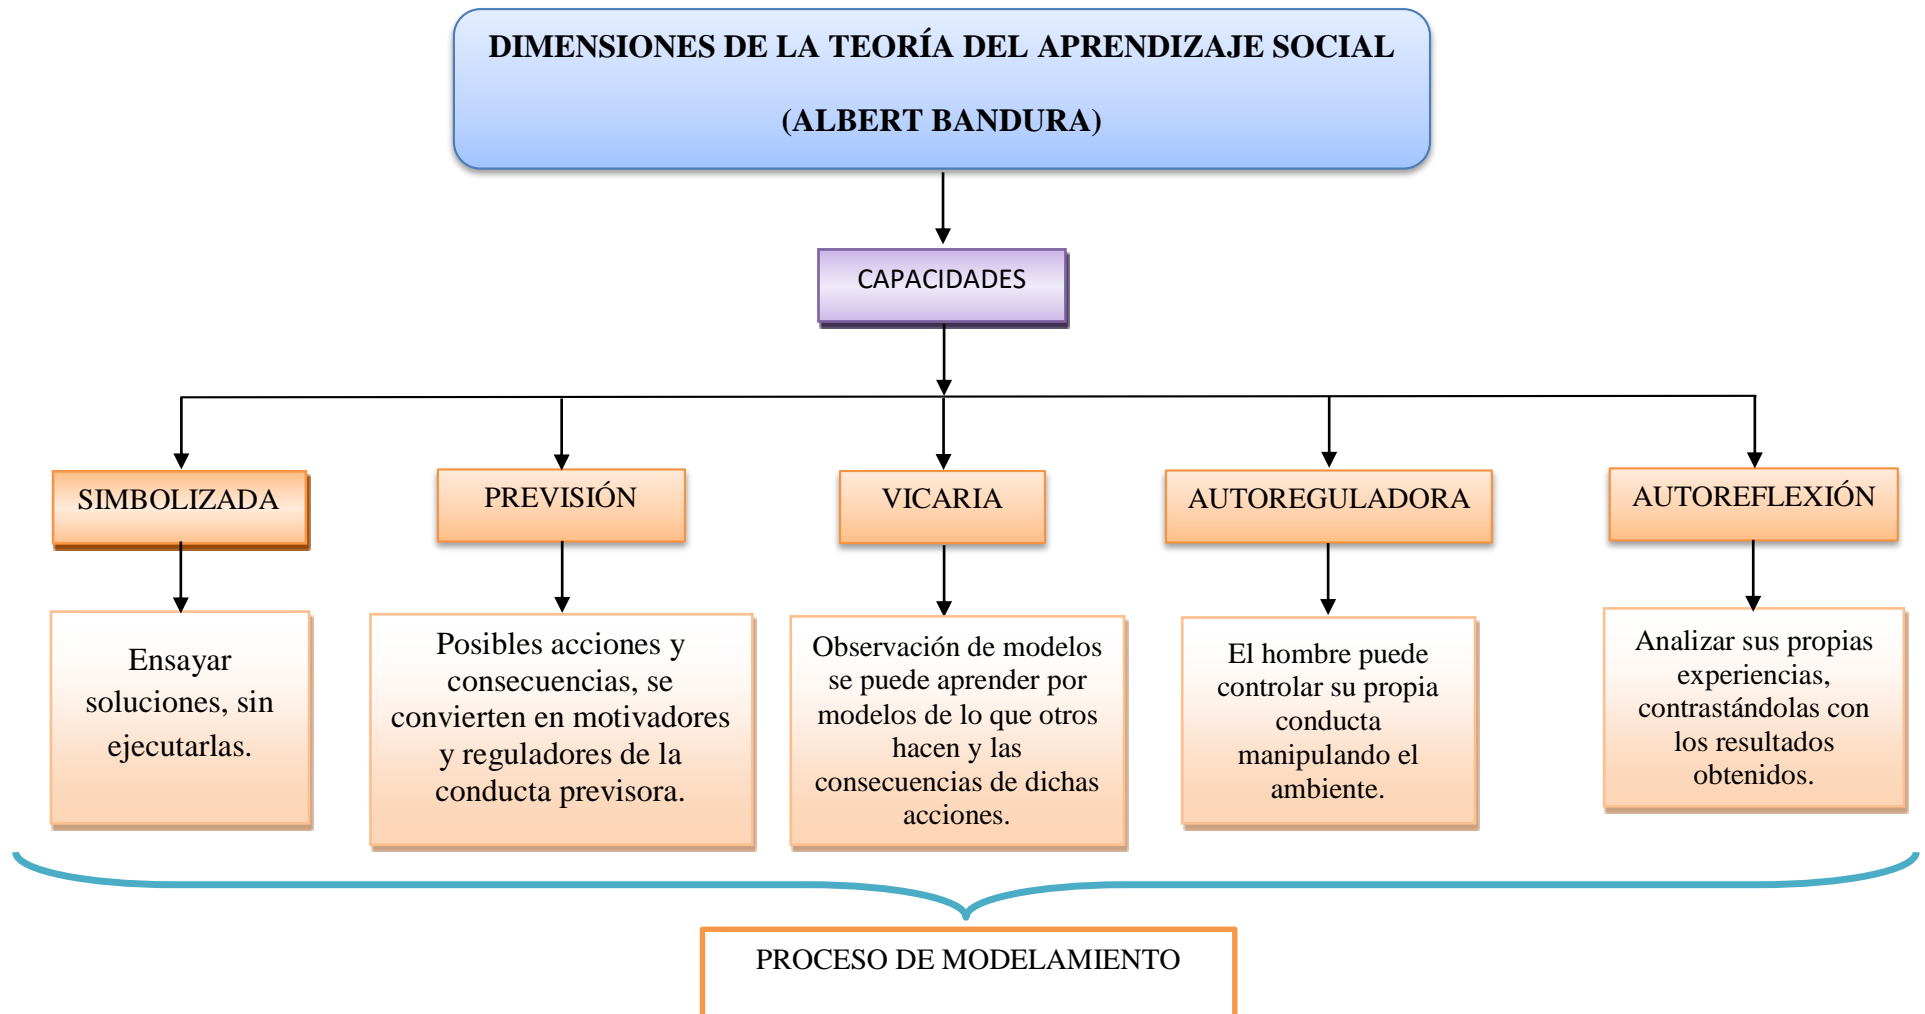 DIMENSIONES DE LA TEORÍA DEL APRENDIZAJE SOCIAL
(ALBERT BANDURA)
CAPACIDADES
SIMBOLIZADA
PREVISIÓN
VICARIA
AUTOREGULADORA
AUTOREFLEXIÓN
Ensayar
soluciones, sin
ejecutarlas.
Posibles acciones y
consecuencias, se
convierten en motivadores
y reguladores de la
conducta previsora.
Observación de modelos
se puede aprender por
modelos de lo que otros
hacen y las
consecuencias de dichas
acciones.
El hombre puede
controlar su propia
conducta
manipulando el
ambiente.
Analizar sus propias
experiencias,
contrastándolas con
los resultados
obtenidos.
PROCESO DE MODELAMIENTO